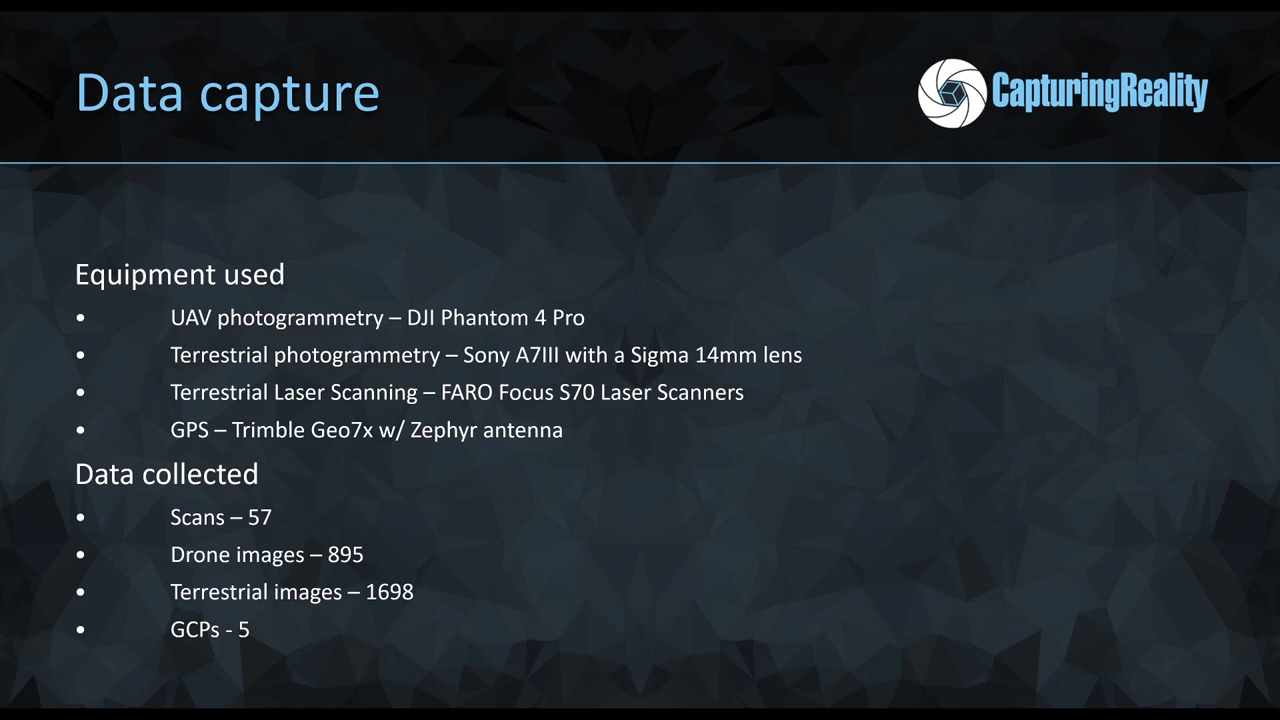 Data capture
CapturingReality
Equipment used
• UAV photogrammetry – DJI Phantom 4 Pro
• Terrestrial photogrammetry – Sony A7III with a Sigma 14mm lens
• Terrestrial Laser Scanning – FARO Focus S70 Laser Scanners
• GPS – Trimble Geo7x w/ Zephyr antenna
Data collected
• Scans – 57
• Drone images – 895
• Terrestrial images – 1698
• GCPs - 5